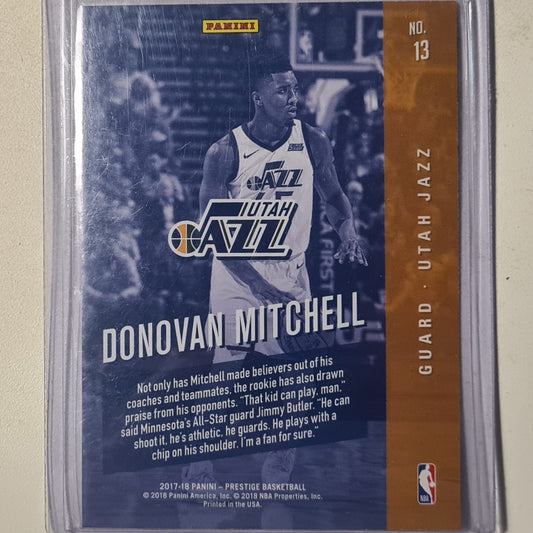 PANINI
NO.
13
JAZZ
UTAH
JAZZ
GUARD · UTAH JAZZ
DONOVAN MITCHELL
Not only has Mitchell made believers out of his
coaches and teammates, the rookie has also drawn
praise from his opponents. "That kid can play, man,"
said Minnesota's All-Star guard Jimmy Butler. "He can
shoot it, he's athletic, he guards. He plays with a
chip on his shoulder. I'm a fan for sure."
2017-18 PANINI – PRESTIGE BASKETBALL
© 2018 Panini America, Inc. © 2018 NBA Properties, Inc.
Printed in the USA.
NBA